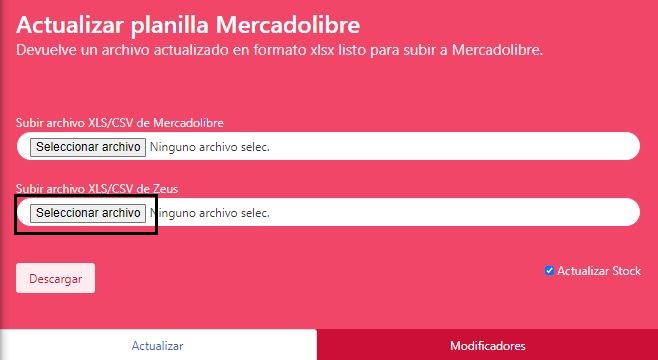 Actualizar planilla Mercadolibre
Devuelve un archivo actualizado en formato xlsx listo para subir a Mercadolibre.
Subir archivo XLS/CSV de Mercadolibre
Seleccionar archivo Ninguno archivo selec.
Subir archivo XLS/CSV de Zeus
Seleccionar archivo Ninguno archivo selec.
Descargar
Actualizar Stock
Actualizar
Modificadores